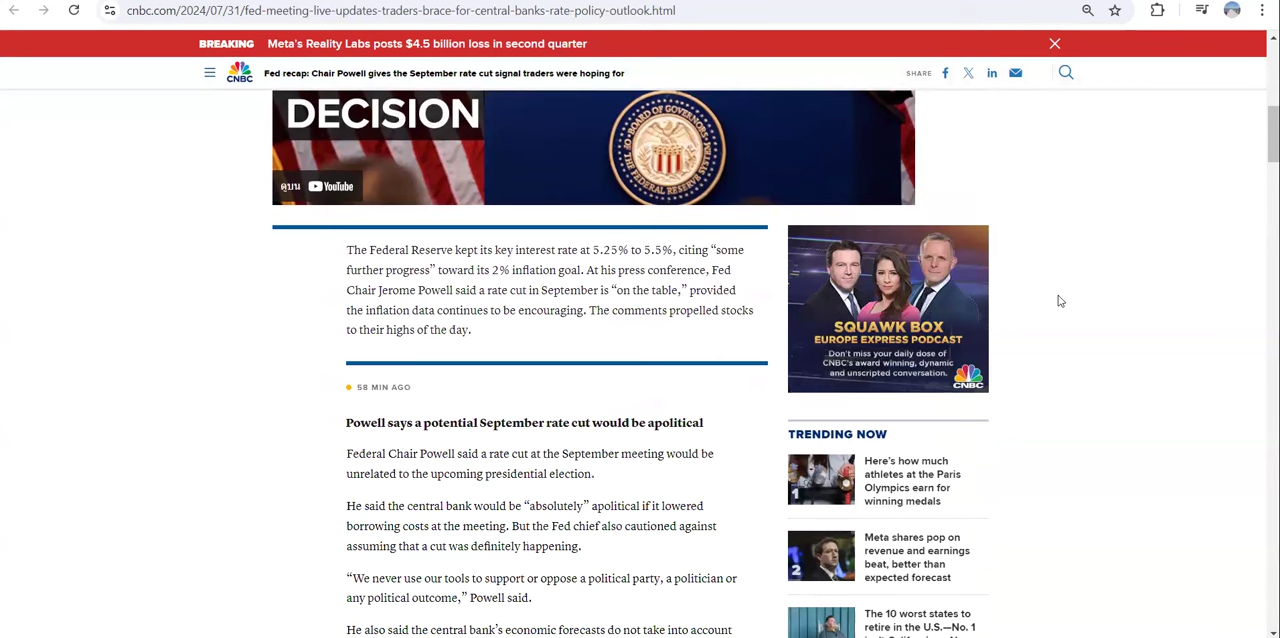 cnbc.com/2024/07/31/fed-meeting-live-updates-traders-brace-for-central-banks-rate-policy-outlook.html
BREAKING Meta's Reality Labs posts $4.5 billion loss in second quarter
CNBC
Fed recap: Chair Powell gives the September rate cut signal traders were hoping for
SHARE
DECISION
BOARD OF GOVERNORS
FEDERAL RESERVE SYSTEM
ดูบน YouTube
The Federal Reserve kept its key interest rate at 5.25% to 5.5%, citing “some
further progress” toward its 2% inflation goal. At his press conference, Fed
Chair Jerome Powell said a rate cut in September is “on the table,” provided
the inflation data continues to be encouraging. The comments propelled stocks
to their highs of the day.
58 MIN AGO
Powell says a potential September rate cut would be apolitical
Federal Chair Powell said a rate cut at the September meeting would be
unrelated to the upcoming presidential election.
He said the central bank would be “absolutely” apolitical if it lowered
borrowing costs at the meeting. But the Fed chief also cautioned against
assuming that a cut was definitely happening.
“We never use our tools to support or oppose a political party, a politician or
any political outcome,” Powell said.
He also said the central bank’s economic forecasts do not take into account
SQUAWK BOX
EUROPE EXPRESS PODCAST
Don't miss your daily dose of
CNBC's award winning, dynamic
and unscripted conversation.
CNBC
TRENDING NOW
1
Here’s how much
athletes at the Paris
Olympics earn for
winning medals
2
Meta shares pop on
revenue and earnings
beat, better than
expected forecast
The 10 worst states to
retire in the U.S.—No. 1